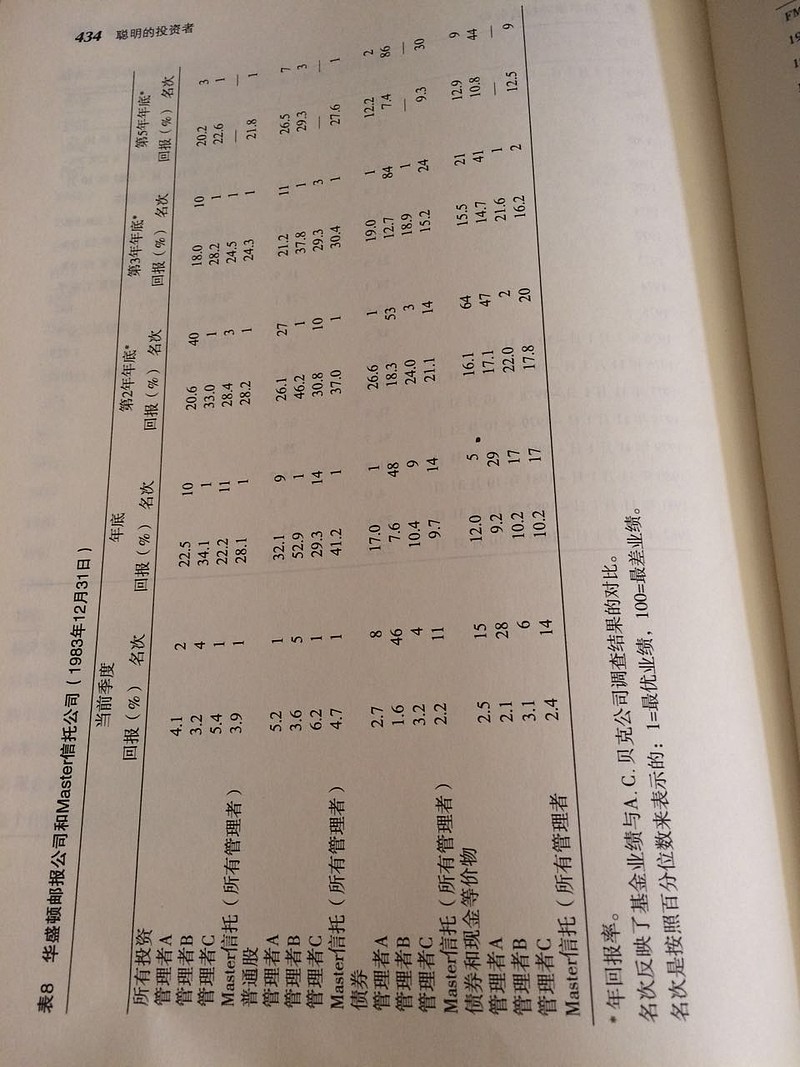 434 聪明的投资者
表8 华盛顿邮报公司和Master信托公司（1983年12月31日）
当前季度 年底 第2年年底* 第3年年底* 第5年年底*
回报（%） 名次 回报（%） 名次 回报（%） 名次 回报（%） 名次 回报（%） 名次
所有投资
管理者A 4.1 2 22.5 10 20.6 40 18.0 10 20.2 3
管理者B 3.2 4 34.1 1 33.0 1 28.2 1 22.6 1
管理者C 5.4 1 22.2 11 28.4 3 24.5 1 — —
Master信托（所有管理者） 3.9 1 28.1 1 28.2 1 24.3 1 21.8 1
普通股
管理者A 5.2 1 32.1 9 26.1 27 21.2 11 26.5 7
管理者B 3.6 5 52.9 1 46.2 1 37.8 1 29.3 3
管理者C 6.2 1 29.3 14 30.8 10 29.3 3 — —
Master信托（所有管理者） 4.7 1 41.2 1 37.0 1 30.4 1 27.6 1
债券
管理者A 2.7 8 17.0 1 26.6 1 19.0 1 12.2 2
管理者B 1.6 46 7.6 48 18.3 53 12.7 84 7.4 86
管理者C 3.2 4 10.4 9 24.0 3 18.9 1 — —
Master信托（所有管理者） 2.2 11 9.7 14 21.1 14 15.2 24 9.3 30
债券和现金等价物
管理者A 2.5 15 12.0 5 16.1 64 15.5 21 12.9 9
管理者B 2.1 28 9.2 29 17.1 47 14.7 41 10.8 44
管理者C 3.1 6 10.2 17 22.0 2 21.6 1 — —
Master信托（所有管理者 2.4 14 10.2 17 17.8 20 16.2 2 12.5 9
*年回报率。
名次反映了基金业绩与A.C.贝克公司调查结果的对比。
名次是按照百分位数来表示的：1=最优业绩，100=最差业绩。